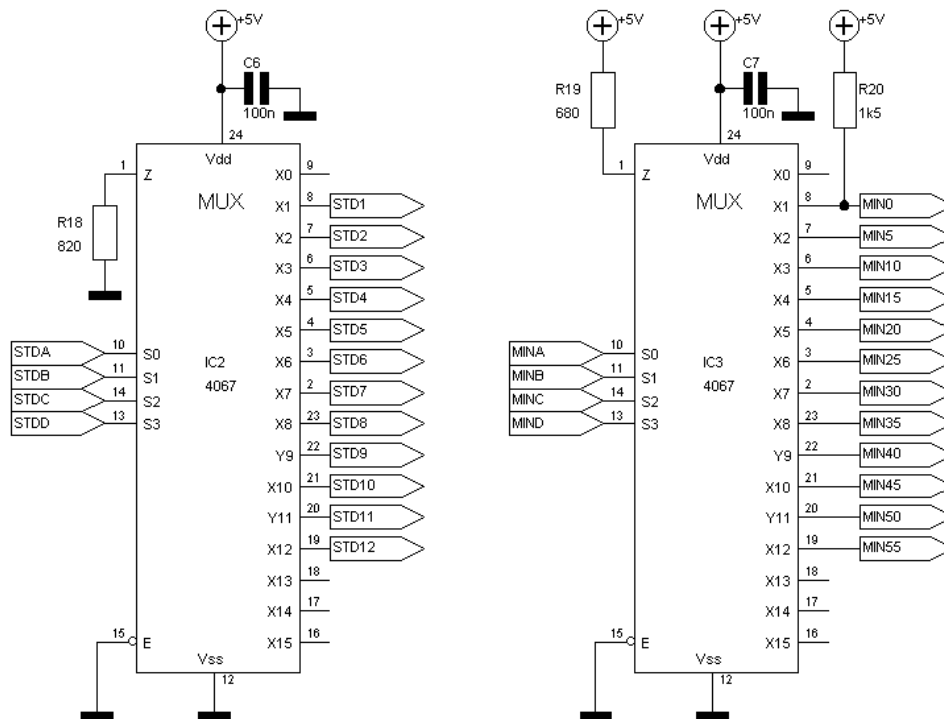 +5V
C6
100n
24
Vdd
1
Z
MUX
R18
820
X0
9
X1
8
STD1
X2
7
STD2
X3
6
STD3
X4
5
STD4
X5
4
STD5
X6
3
STD6
X7
2
STD7
X8
23
STD8
Y9
22
STD9
X10
21
STD10
Y11
20
STD11
X12
19
STD12
X13
18
X14
17
X15
16
STDA
10
S0
STDB
11
S1
STDC
14
S2
STDD
13
S3
IC2
4067
15
E
Vss
12
+5V
+5V
+5V
R19
680
C7
100n
R20
1k5
24
Vdd
1
Z
MUX
X0
9
X1
8
MIN0
X2
7
MIN5
X3
6
MIN10
X4
5
MIN15
X5
4
MIN20
X6
3
MIN25
X7
2
MIN30
X8
23
MIN35
Y9
22
MIN40
X10
21
MIN45
Y11
20
MIN50
X12
19
MIN55
X13
18
X14
17
X15
16
MINA
10
S0
MINB
11
S1
MINC
14
S2
MIND
13
S3
IC3
4067
15
E
Vss
12